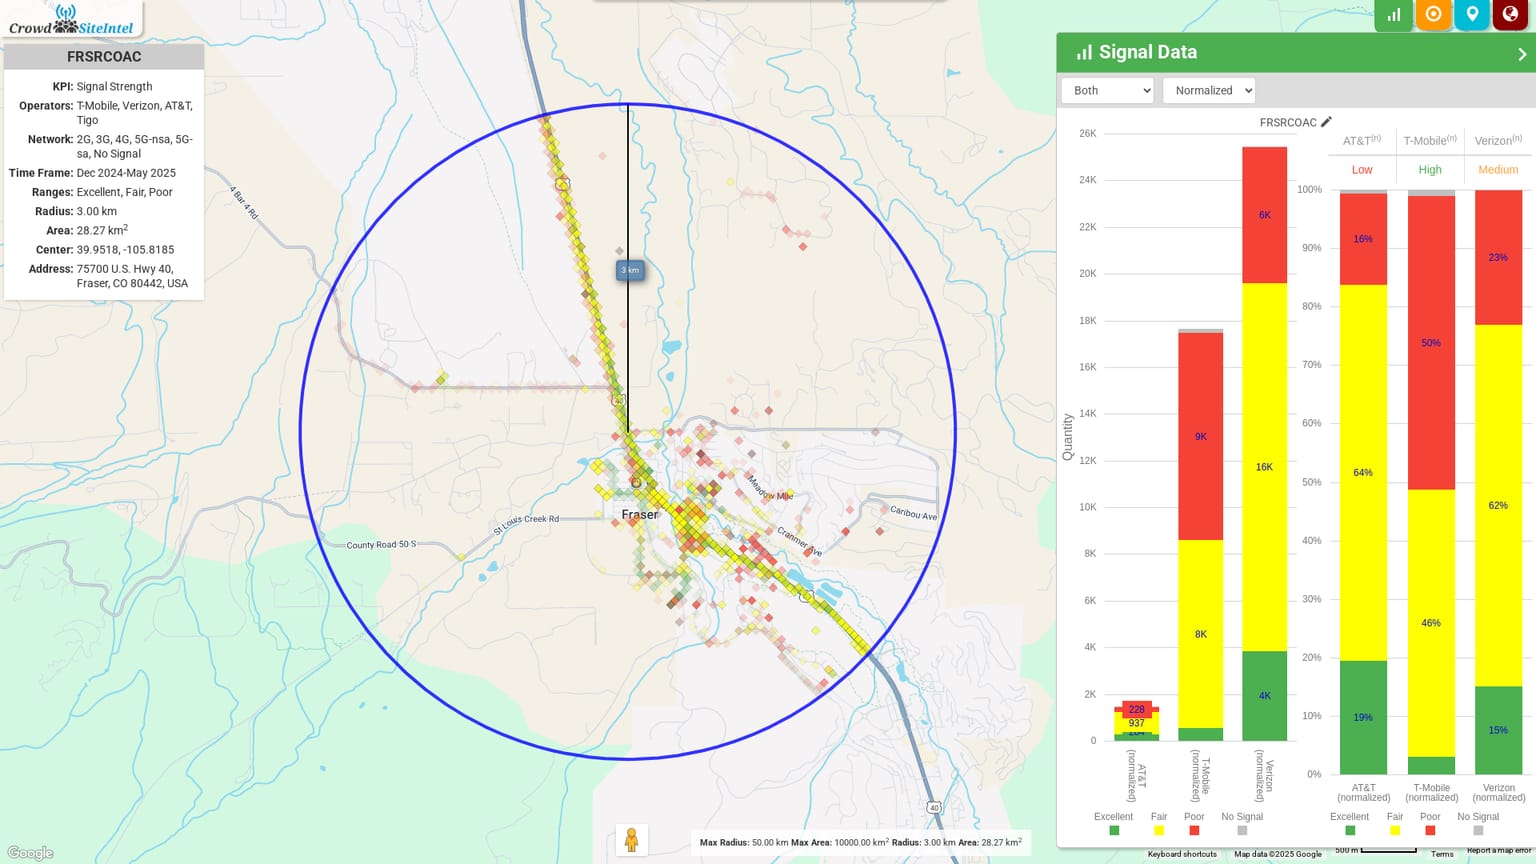 Crowd SiteIntel
FRSRCOAC
KPI: Signal Strength
Operators: T-Mobile, Verizon, AT&T,
Tigo
Network: 2G, 3G, 4G, 5G-nsa, 5G-
sa, No Signal
Time Frame: Dec 2024-May 2025
Ranges: Excellent, Fair, Poor
Radius: 3.00 km
Area: 28.27 km²
Center: 39.9518, -105.8185
Address: 75700 U.S. Hwy 40,
Fraser, CO 80442, USA
4 Bar 4 Rd
3 km
Meadow Mile
Fraser
St Louis Creek Rd
Caribou Ave
Cranmer Ave
County Road 50 S
40
Google
Max Radius: 50.00 km Max Area: 10000.00 km² Radius: 3.00 km Area: 28.27 km²
Signal Data
Both
Normalized
FRSRCOAC
Quantity
26K
24K
22K
20K
18K
16K
14K
12K
10K
8K
6K
4K
2K
0
228
937
9K
8K
6K
16K
4K
AT&T
(normalized)
T-Mobile
(normalized)
Verizon
(normalized)
Excellent Fair Poor No Signal
AT&T(n) T-Mobile(n) Verizon(n)
Low High Medium
100%
90%
80%
70%
60%
50%
40%
30%
20%
10%
0%
16%
64%
19%
50%
46%
23%
62%
15%
AT&T
(normalized)
T-Mobile
(normalized)
Verizon
(normalized)
Excellent Fair Poor No Signal
Keyboard shortcuts Map data ©2025 Google 500 m Terms Report a map error